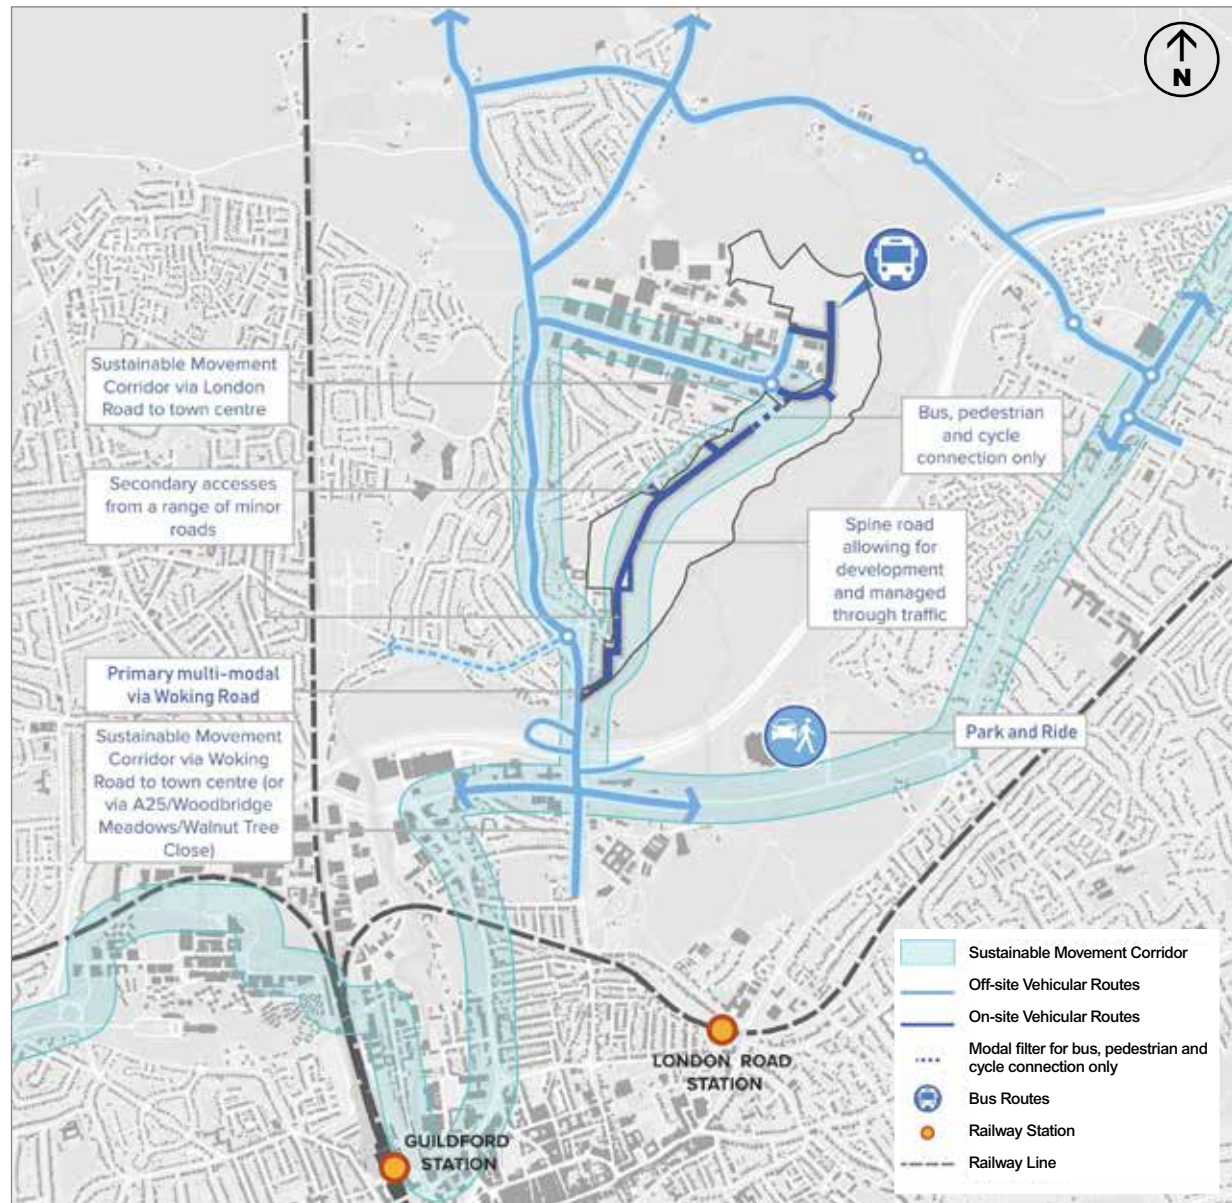 N
Sustainable Movement
Corridor via London
Road to town centre
Bus, pedestrian
and cycle
connection only
Secondary accesses
from a range of minor
roads
Spine road
allowing for
development
and managed
through traffic
Primary multi-modal
via Woking Road
Park and Ride
Sustainable Movement
Corridor via Woking
Road to town centre (or
via A25/Woodbridge
Meadows/Walnut Tree
Close)
LONDON ROAD
STATION
GUILDFORD
STATION
Sustainable Movement Corridor
Off-site Vehicular Routes
On-site Vehicular Routes
Modal filter for bus, pedestrian and
cycle connection only
Bus Routes
Railway Station
Railway Line